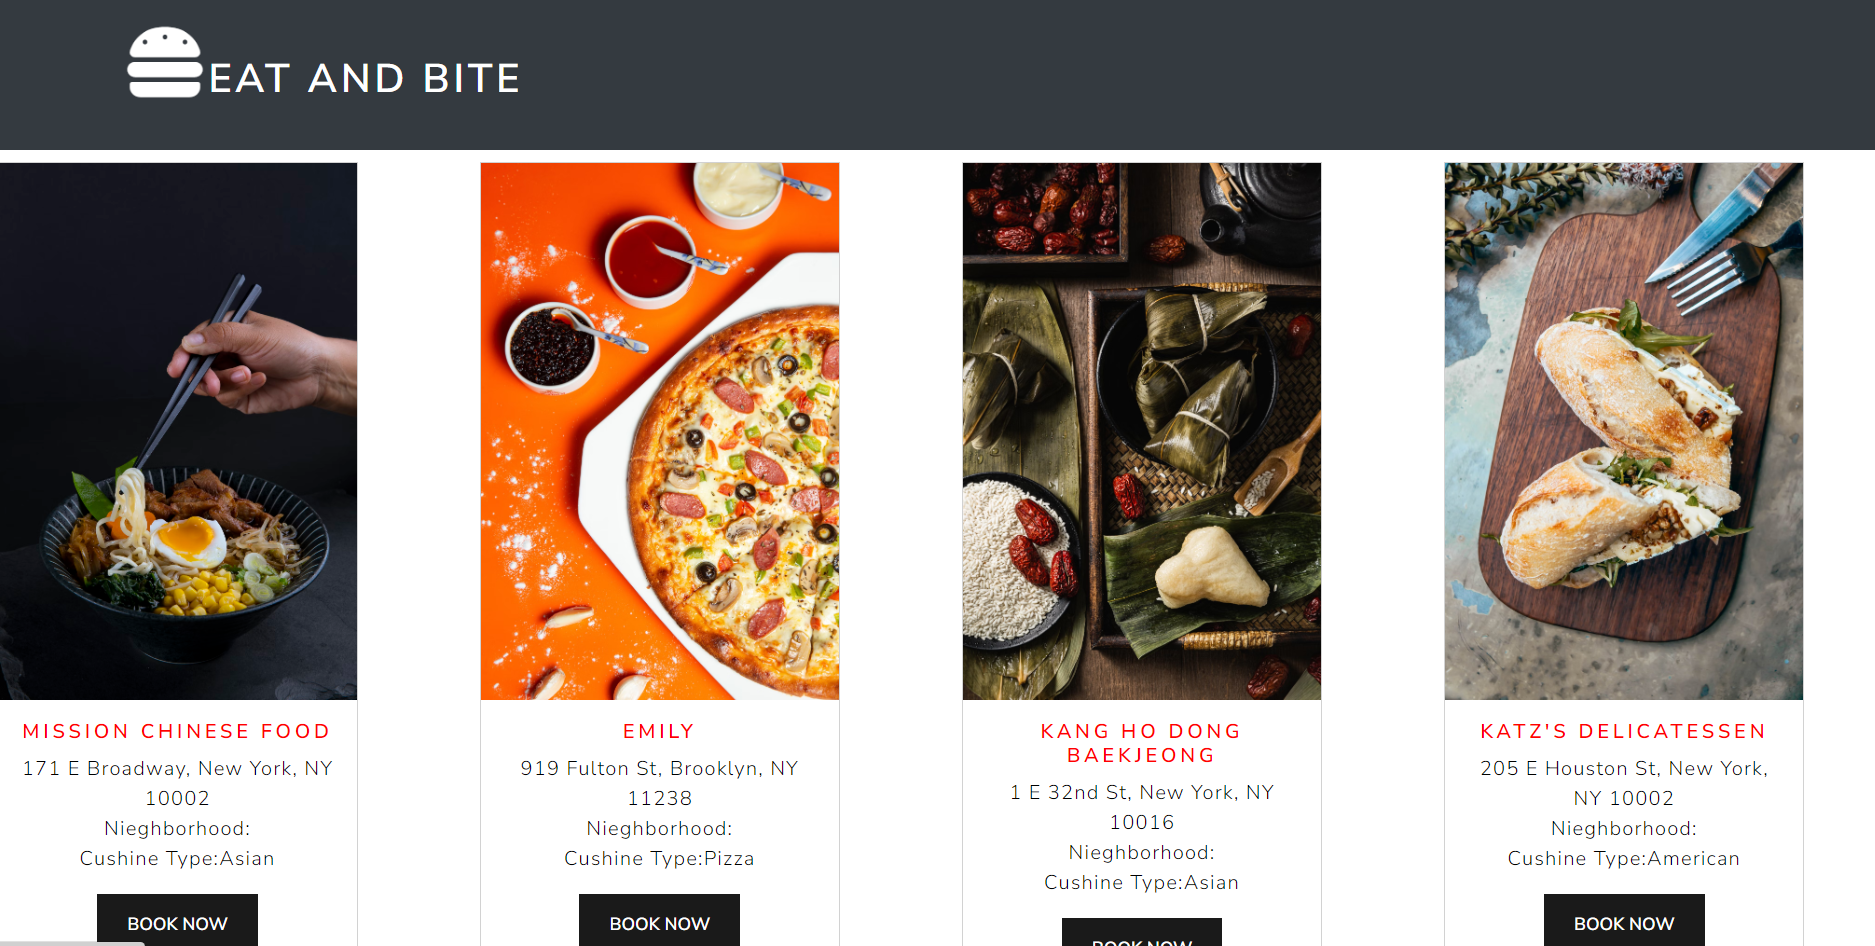 EAT AND BITE
MISSION CHINESE FOOD
171 E Broadway, New York, NY
10002
Nieghborhood:
Cushine Type:Asian
BOOK NOW
EMILY
919 Fulton St, Brooklyn, NY
11238
Nieghborhood:
Cushine Type:Pizza
BOOK NOW
KANG HO DONG
BAEKJEONG
1 E 32nd St, New York, NY
10016
Nieghborhood:
Cushine Type:Asian
BOOK NOW
KATZ'S DELICATESSEN
205 E Houston St, New York,
NY 10002
Nieghborhood:
Cushine Type:American
BOOK NOW